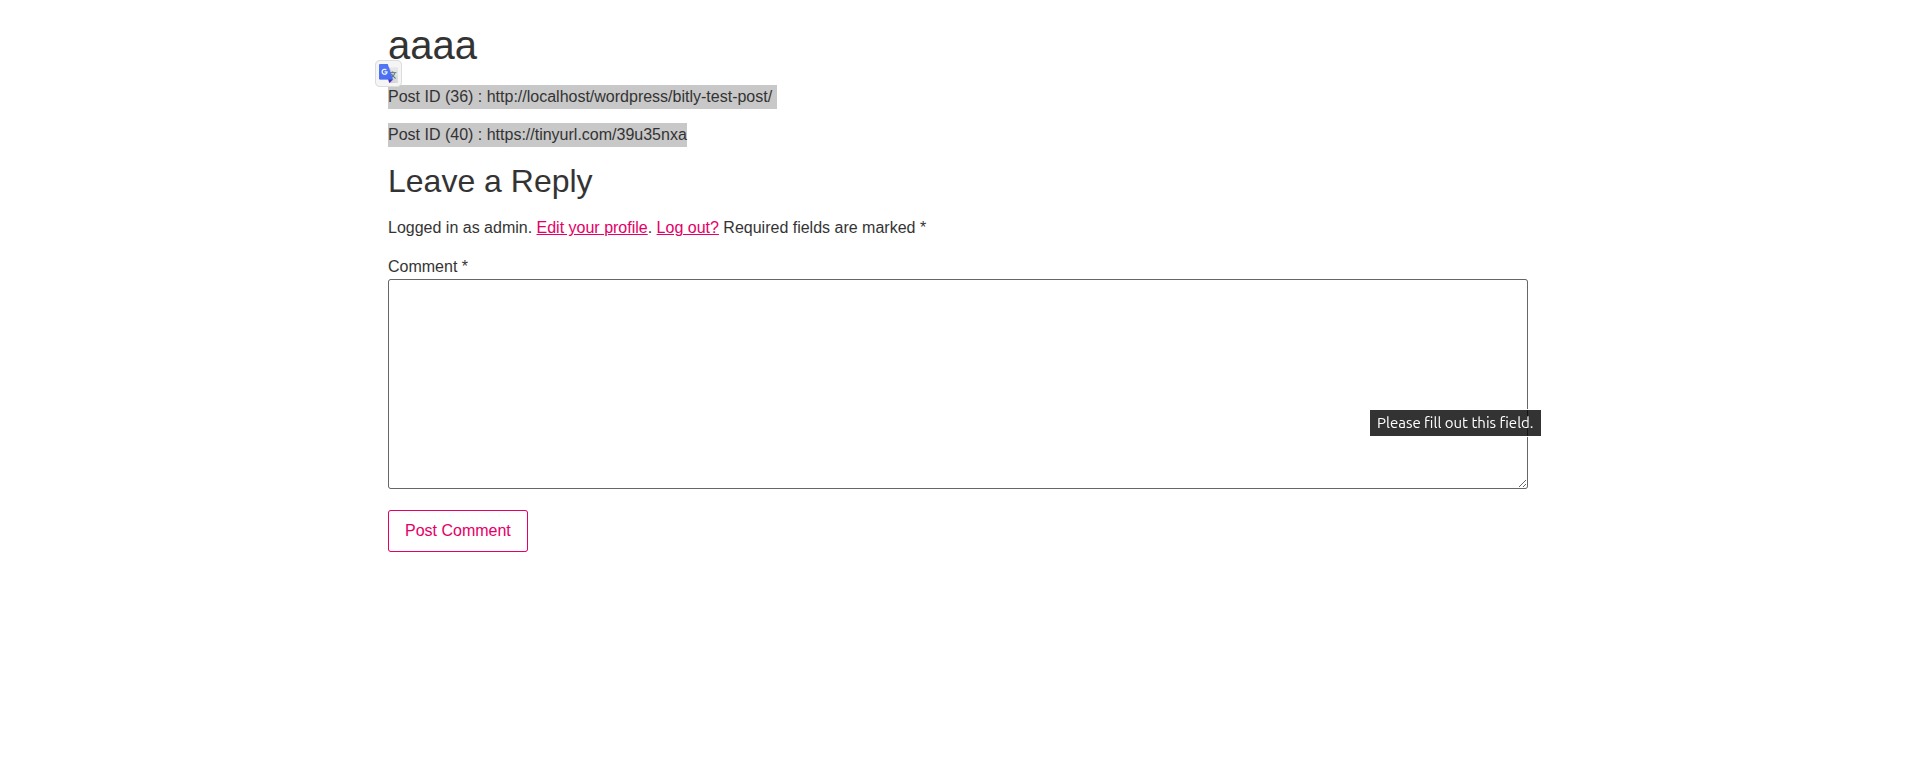 aaaa
Post ID (36) : http://localhost/wordpress/bitly-test-post/
Post ID (40) : https://tinyurl.com/39u35nxa
Leave a Reply
Logged in as admin. Edit your profile. Log out? Required fields are marked *
Comment *
Please fill out this field.
Post Comment